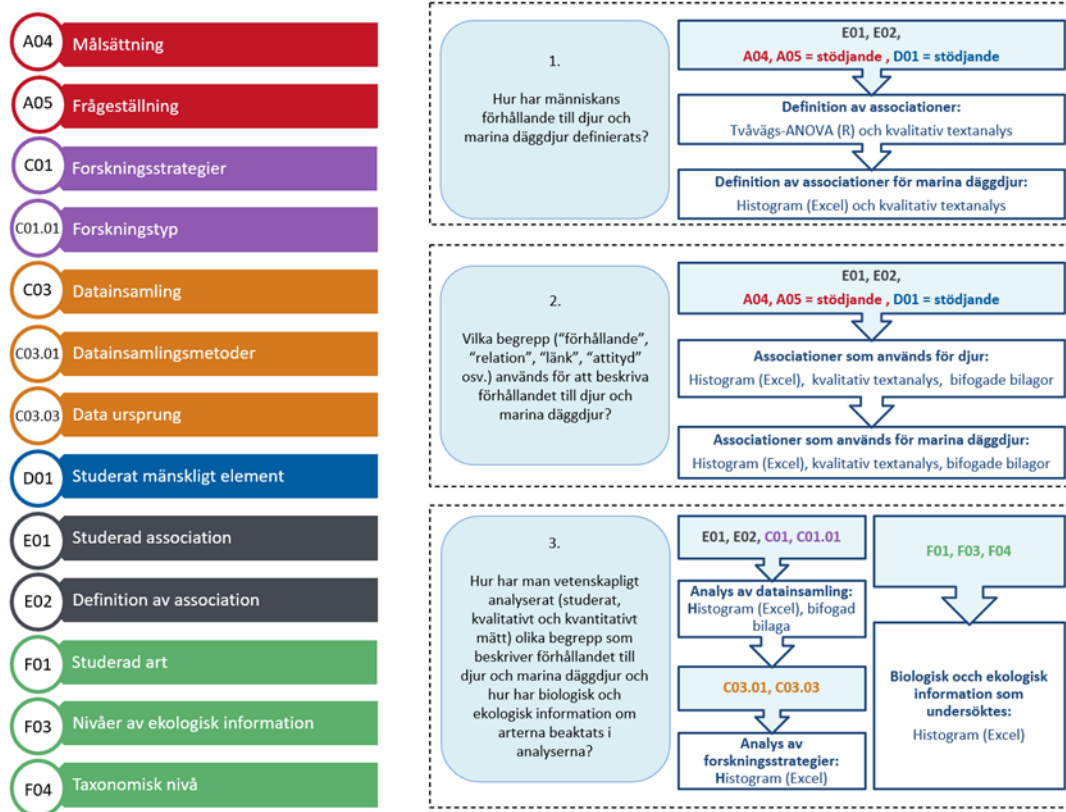 A04 Målsättning
A05 Frågeställning
C01 Forskningsstrategier
C01.01 Forskningstyp
C03 Datainsamling
C03.01 Datainsamlingsmetoder
C03.03 Data ursprung
D01 Studerat mänskligt element
E01 Studerad association
E02 Definition av association
F01 Studerad art
F03 Nivåer av ekologisk information
F04 Taxonomisk nivå
1.
Hur har människans
förhållande till djur och
marina däggdjur definierats?
E01, E02,
A04, A05 = stödjande , D01 = stödjande
Definition av associationer:
Tvåvägs-ANOVA (R) och kvalitativ textanalys
Definition av associationer för marina däggdjur:
Histogram (Excel) och kvalitativ textanalys
2.
Vilka begrepp (“förhållande”,
“relation”, “länk”, “attityd”
osv.) används för att beskriva
förhållandet till djur och
marina däggdjur?
E01, E02,
A04, A05 = stödjande , D01 = stödjande
Associationer som används för djur:
Histogram (Excel), kvalitativ textanalys, bifogade bilagor
Associationer som används för marina däggdjur:
Histogram (Excel), kvalitativ textanalys, bifogade bilagor
3.
Hur har man vetenskapligt
analyserat (studerat,
kvalitativt och kvantitativt
mätt) olika begrepp som
beskriver förhållandet till
djur och marina däggdjur och
hur har biologisk och
ekologisk information om
arterna beaktats i
analyserna?
E01, E02, C01, C01.01
Analys av datainsamling:
Histogram (Excel), bifogad
bilaga
C03.01, C03.03
Analys av
forskningsstrategier:
Histogram (Excel)
F01, F03, F04
Biologisk occh ekologisk
information som
undersöktes:
Histogram (Excel)